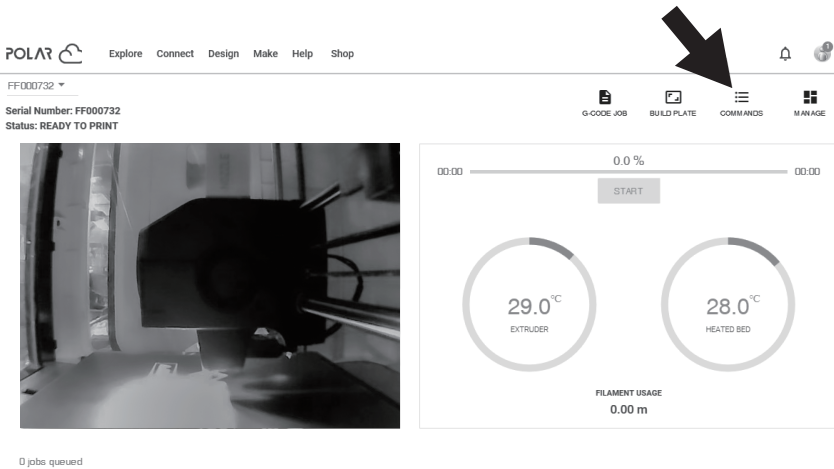 POLAR
Explore Connect Design Make Help Shop
1
FF000732
Serial Number: FF000732
Status: READY TO PRINT
G-CODE JOB BUILD PLATE COMMANDS MANAGE
0.0 %
00:00 00:00
START
29.0°C 28.0°C
EXTRUDER HEATED BED
FILAMENT USAGE
0.00 m
0 jobs queued